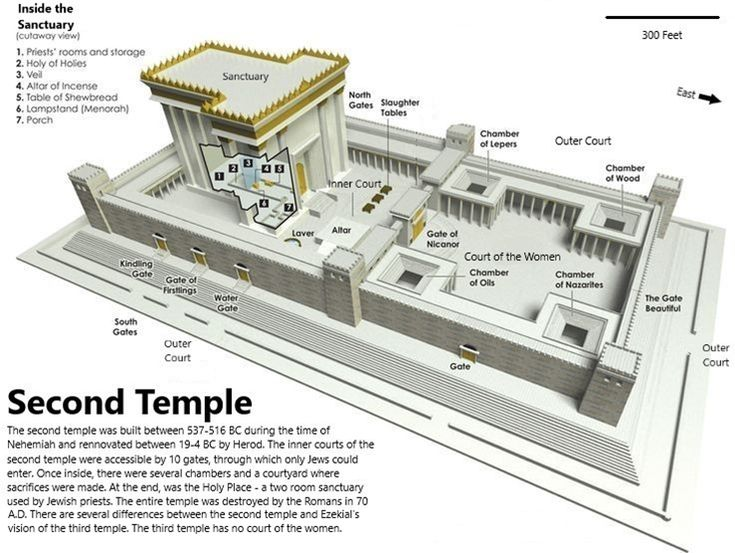 Inside the
Sanctuary
(cutaway view)
1. Priests' rooms and storage
2. Holy of Holies
3. Veil
4. Altar of Incense
5. Table of Shewbread
6. Lampstand (Menorah)
7. Porch
300 Feet
East
Sanctuary
North
Gates
Slaughter
Tables
Chamber
of Lepers
Outer Court
Chamber
of Wood
1
2
3
4
5
6
7
Inner Court
Laver
Altar
Gate of
Nicanor
Court of the Women
Chamber
of Oils
Chamber
of Nazarites
The Gate
Beautiful
Kindling
Gate
Gate of
Firstlings
Water
Gate
South
Gates
Outer
Court
Gate
Outer
Court
Second Temple
The second temple was built between 537-516 BC during the time of
Nehemiah and rennovated between 19-4 BC by Herod. The inner courts of the
second temple were accessible by 10 gates, through which only Jews could
enter. Once inside, there were several chambers and a courtyard where
sacrifices were made. At the end, was the Holy Place - a two room sanctuary
used by Jewish priests. The entire temple was destroyed by the Romans in 70
A.D. There are several differences between the second temple and Ezekial's
vision of the third temple. The third temple has no court of the women.